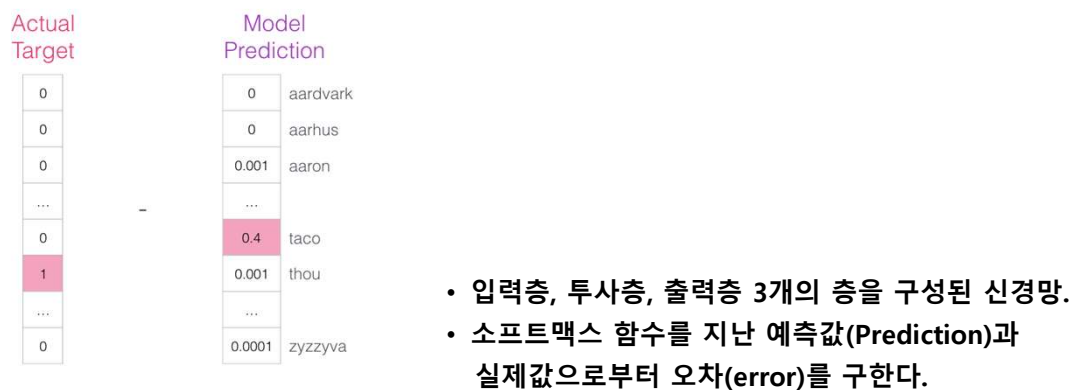 Actual Target
Model Prediction
0 0 aardvark
0 0 aarhus
0 0.001 aaron
... - ...
0 0.4 taco
1 0.001 thou
... ...
0 0.0001 zyzzyva
• 입력층, 투사층, 출력층 3개의 층을 구성된 신경망.
• 소프트맥스 함수를 지난 예측값(Prediction)과
실제값으로부터 오차(error)를 구한다.